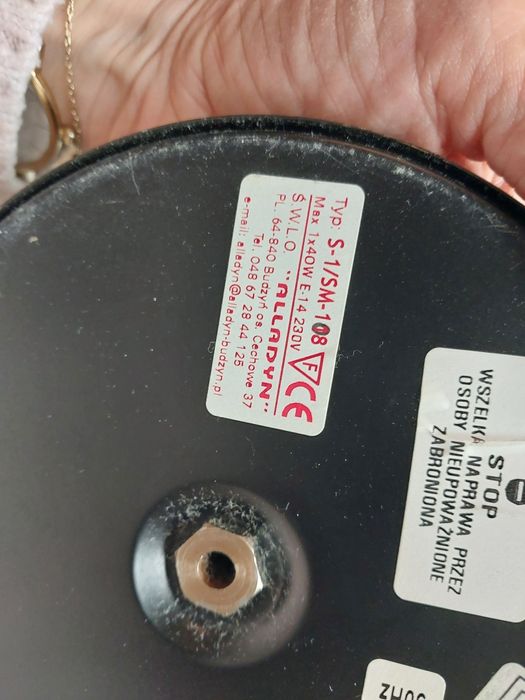 Typ: S-1/SM-108
Max 1x40W E-14 230V
Ś.W.L.O. "ALLADYN"
PL. 64-840 Budzyń os. Cechowe 37
Tel. 048 67 28 44 125
e-mail: alladyn@alladyn-budzyn.pl
F CE
STOP
WSZELKA NAPRAWA PRZEZ
OSOBY NIEUPOWAŻNIONE
ZABRONIONA